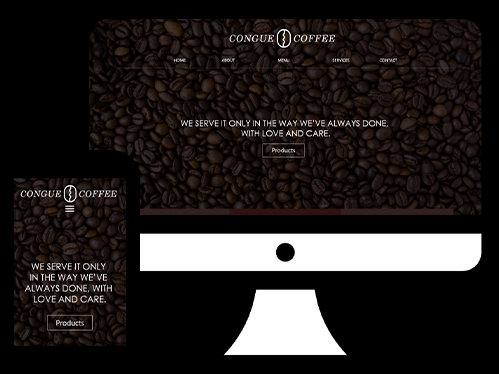 CONGUE COFFEE
HOME ABOUT MENU SERVICES CONTACT
WE SERVE IT ONLY IN THE WAY WE'VE ALWAYS DONE,
WITH LOVE AND CARE.
Products
CONGUE COFFEE
WE SERVE IT ONLY
IN THE WAY WE'VE
ALWAYS DONE, WITH
LOVE AND CARE.
Products